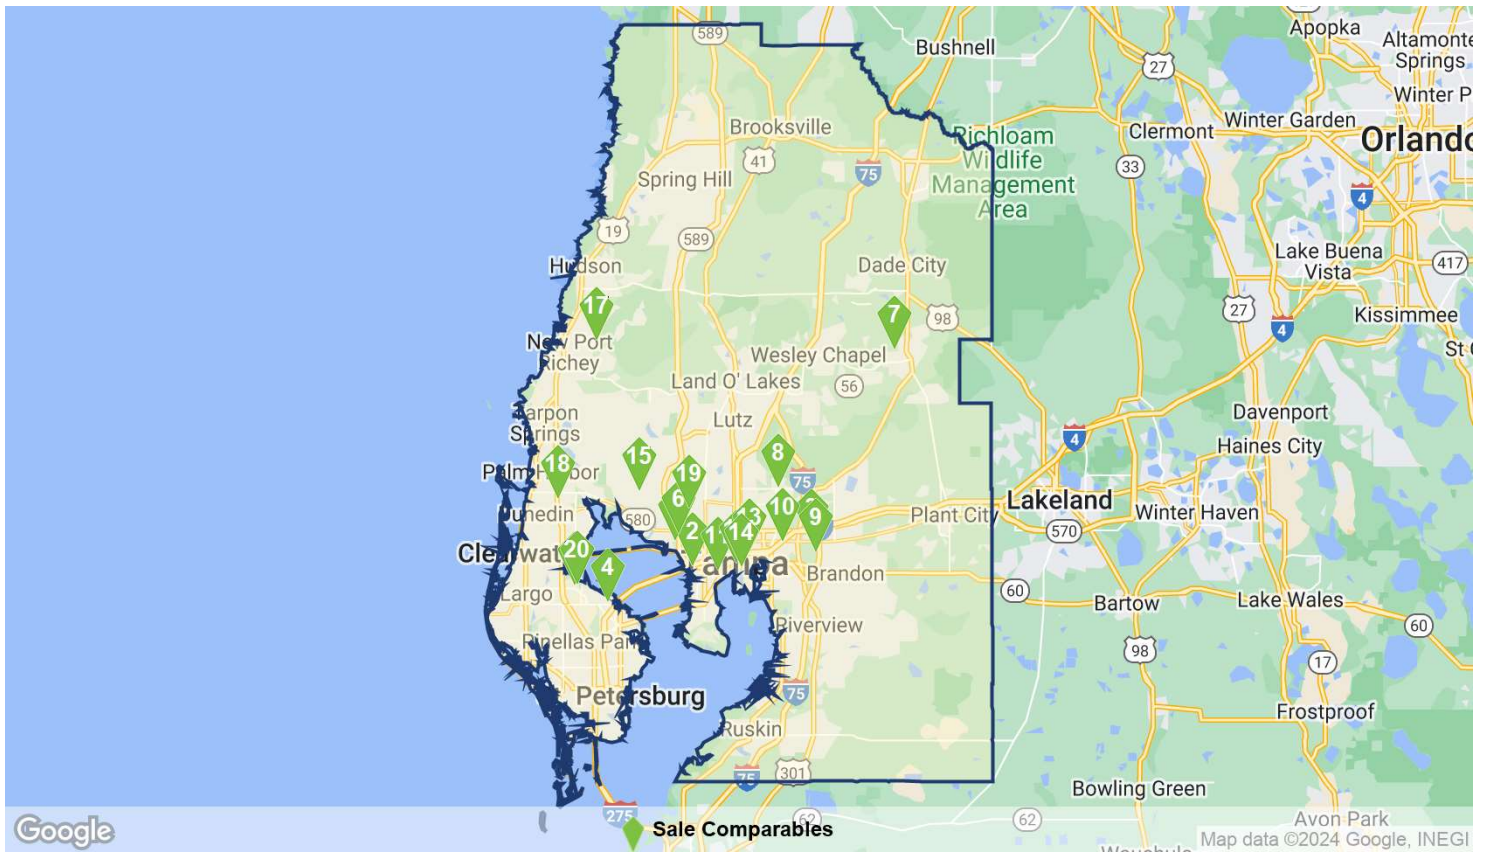 589
Bushnell
Apopka
Altamonte
Springs
27
Winter P
Brooksville
Richloam
Wildlife
Management
Area
Clermont
Winter Garden
Orlando
41
75
33
Spring Hill
4
19
589
Hudson
Dade City
Lake Buena
Vista
417
17
7
98
27
4
Kissimmee
New Port
Richey
Wesley Chapel
St C
Land O' Lakes
56
Tarpon
Springs
Lutz
Davenport
4
Haines City
18
Palm Harbor
15
19
8
75
6
10
9
13
Lakeland
Dunedin
580
Plant City
570
Winter Haven
2
14
Clearwat
20
4
Tampa
Brandon
Largo
60
Bartow
Lake Wales
60
Pinellas Park
Riverview
98
17
Petersburg
75
Ruskin
Frostproof
75
301
Bowling Green
275
62
62
Avon Park
Google
Sale Comparables
Map data ©2024 Google, INEGI